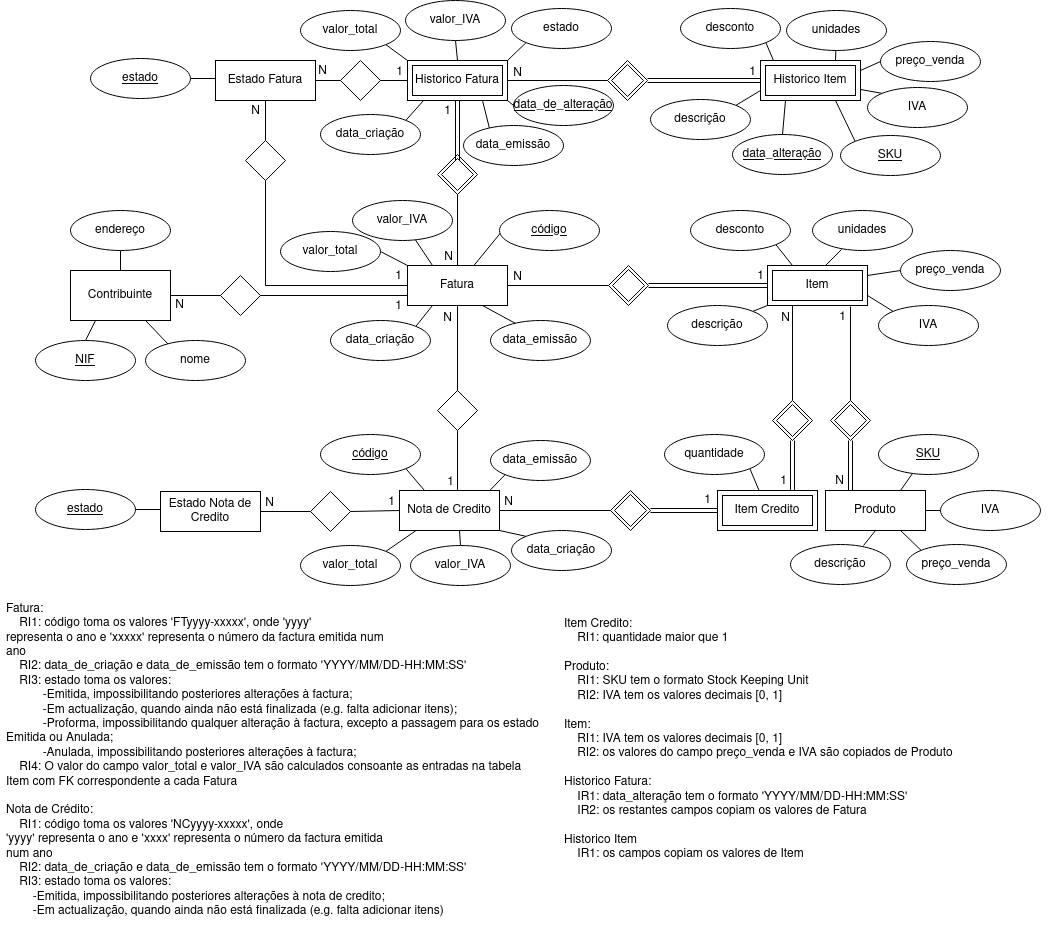 valor_total
valor_IVA
estado
desconto
unidades
preço_venda
estado
Estado Fatura
N
1
Historico Fatura
N
1
Historico Item
IVA
data_de_alteração
descrição
data_criação
data_emissão
data_alteração
SKU
N
1
endereço
valor_IVA
código
valor_total
desconto
unidades
preço_venda
N
Contribuinte
N
1
1
Fatura
N
1
Item
IVA
descrição
NIF
nome
data_criação
N
data_emissão
N
1
código
data_emissão
quantidade
SKU
1
1
N
estado
Estado Nota de
Credito
N
1
Nota de Credito
N
1
Item Credito
Produto
IVA
valor_total
valor_IVA
data_criação
descrição
preço_venda
Fatura:
RI1: código toma os valores 'FTyyyy-xxxxx', onde 'yyyy'
representa o ano e 'xxxxx' representa o número da factura emitida num
ano
RI2: data_de_criação e data_de_emissão tem o formato 'YYYY/MM/DD-HH:MM:SS'
RI3: estado toma os valores:
-Emitida, impossibilitando posteriores alterações à factura;
-Em actualização, quando ainda não está finalizada (e.g. falta adicionar itens);
-Proforma, impossibilitando qualquer alteração à factura, excepto a passagem para os estado
Emitida ou Anulada;
-Anulada, impossibilitando posteriores alterações à factura;
RI4: O valor do campo valor_total e valor_IVA são calculados consoante as entradas na tabela
Item com FK correspondente a cada Fatura
Nota de Crédito:
RI1: código toma os valores 'NCyyyy-xxxxx', onde
'yyyy' representa o ano e 'xxxx' representa o número da factura emitida
num ano
RI2: data_de_criação e data_de_emissão tem o formato 'YYYY/MM/DD-HH:MM:SS'
RI3: estado toma os valores:
-Emitida, impossibilitando posteriores alterações à nota de credito;
-Em actualização, quando ainda não está finalizada (e.g. falta adicionar itens)
Item Credito:
RI1: quantidade maior que 1
Produto:
RI1: SKU tem o formato Stock Keeping Unit
RI2: IVA tem os valores decimais [0, 1]
Item:
RI1: IVA tem os valores decimais [0, 1]
RI2: os valores do campo preço_venda e IVA são copiados de Produto
Historico Fatura:
IR1: data_alteração tem o formato 'YYYY/MM/DD-HH:MM:SS'
IR2: os restantes campos copiam os valores de Fatura
Historico Item
IR1: os campos copiam os valores de Item